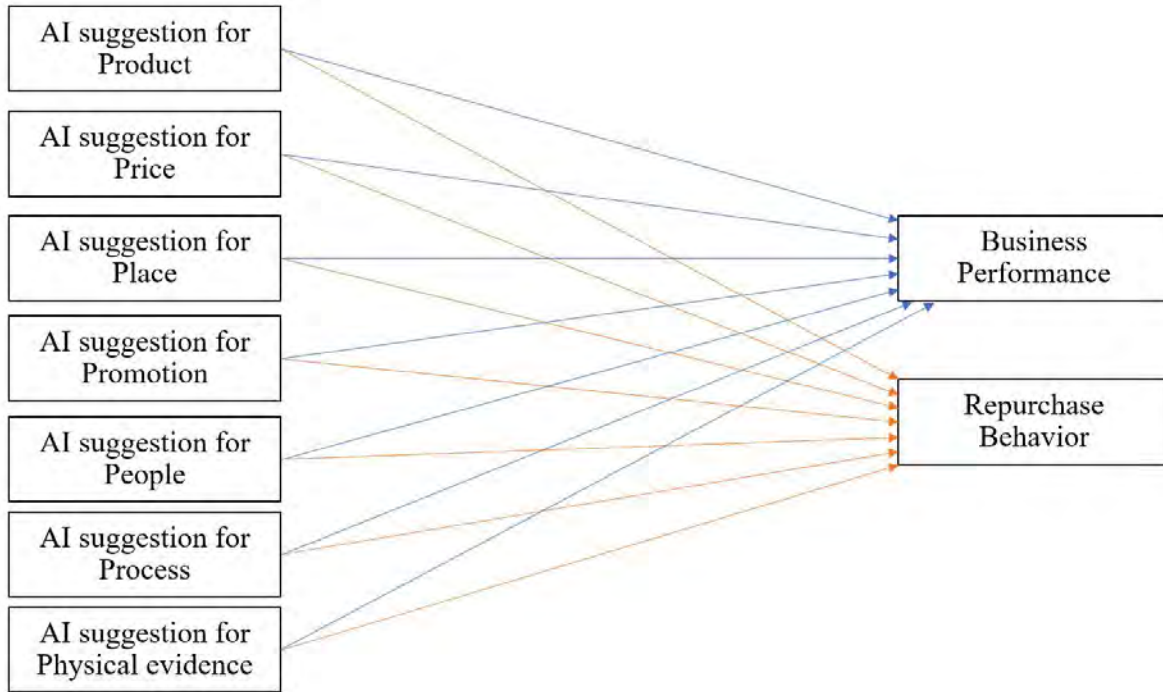 AI suggestion for
Product
AI suggestion for
Price
AI suggestion for
Place
AI suggestion for
Promotion
AI suggestion for
People
AI suggestion for
Process
AI suggestion for
Physical evidence
Business
Performance
Repurchase
Behavior